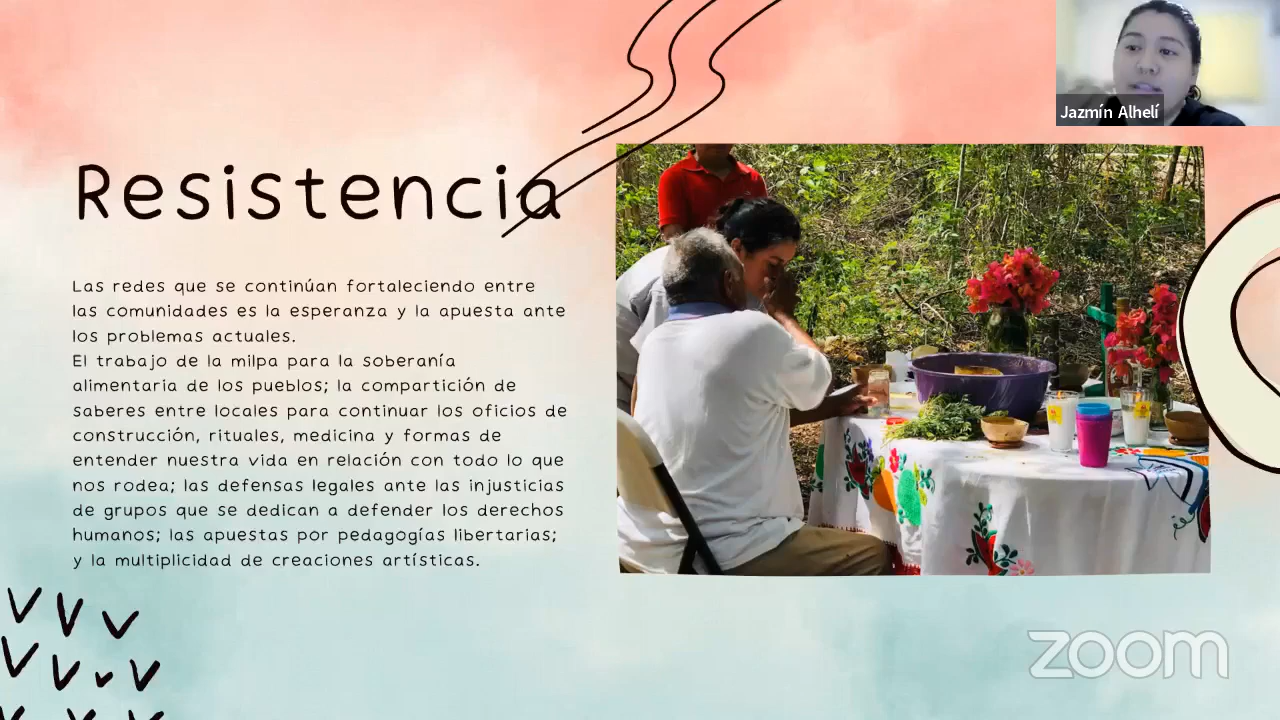 Jazmín Alhelí
Resistencia
Las redes que se continúan fortaleciendo entre
las comunidades es la esperanza y la apuesta ante
los problemas actuales.
El trabajo de la milpa para la soberanía
alimentaria de los pueblos; la compartición de
saberes entre locales para continuar los oficios de
construcción, rituales, medicina y formas de
entender nuestra vida en relación con todo lo que
nos rodea; las defensas legales ante las injusticias
de grupos que se dedican a defender los derechos
humanos; las apuestas por pedagogías libertarias;
y la multiplicidad de creaciones artísticas.
zoom